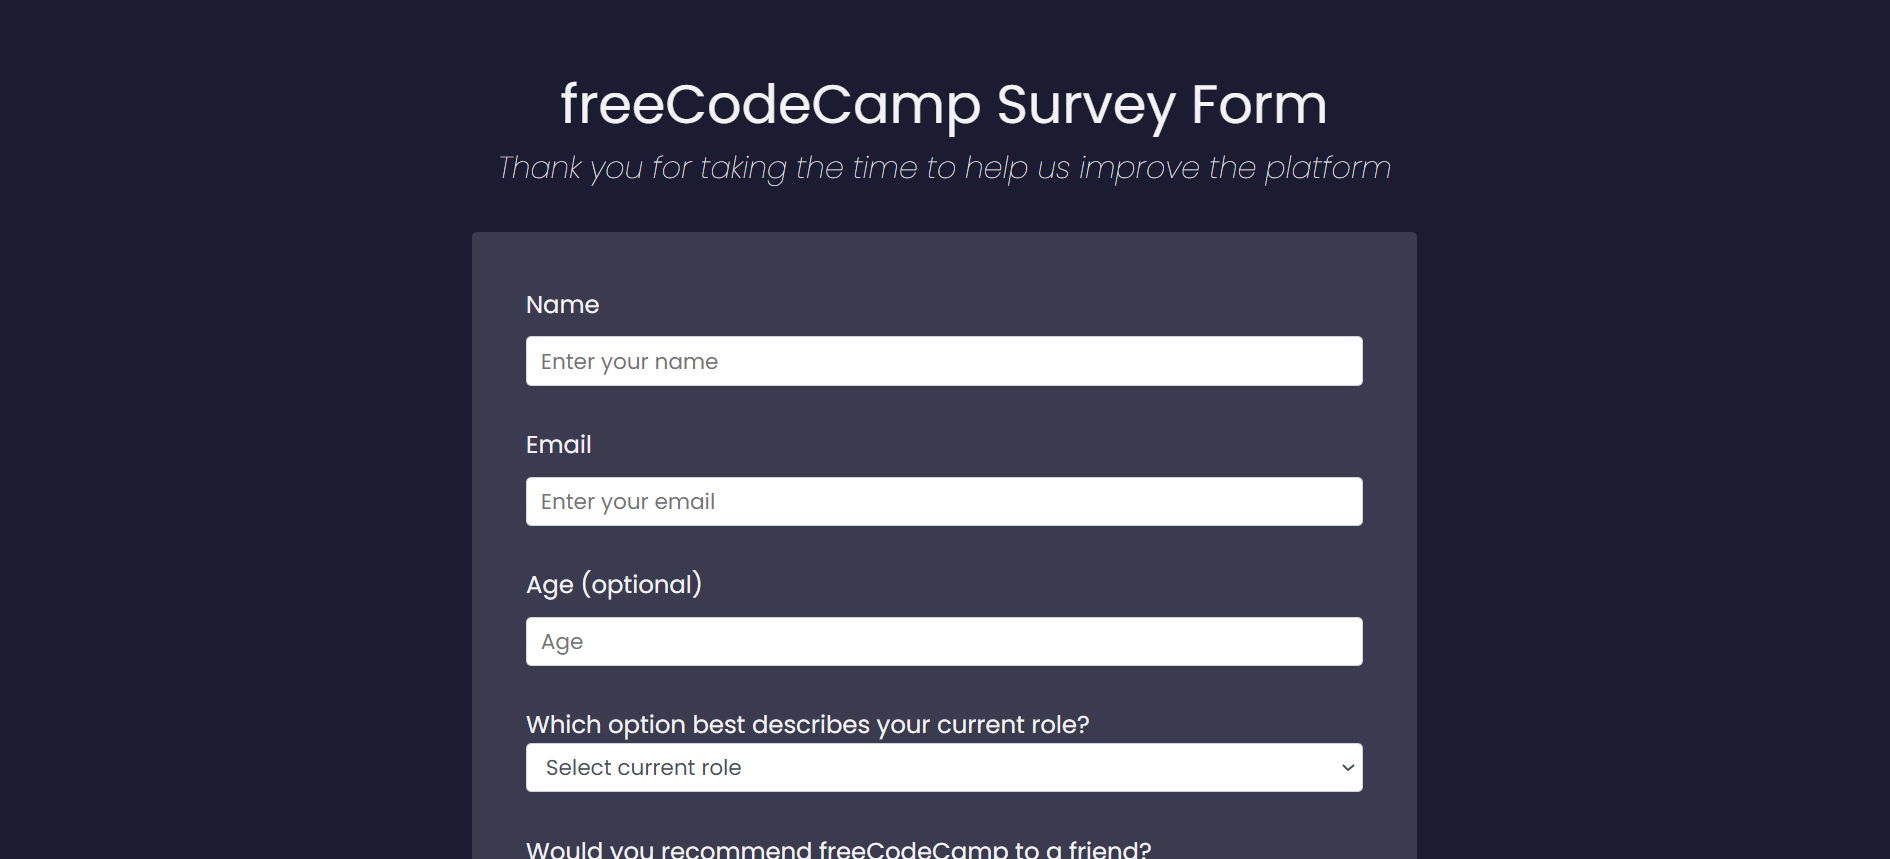 freeCodeCamp Survey Form
Thank you for taking the time to help us improve the platform
Name
Enter your name
Email
Enter your email
Age (optional)
Age
Which option best describes your current role?
Select current role
Would you recommend freeCodeCamp to a friend?